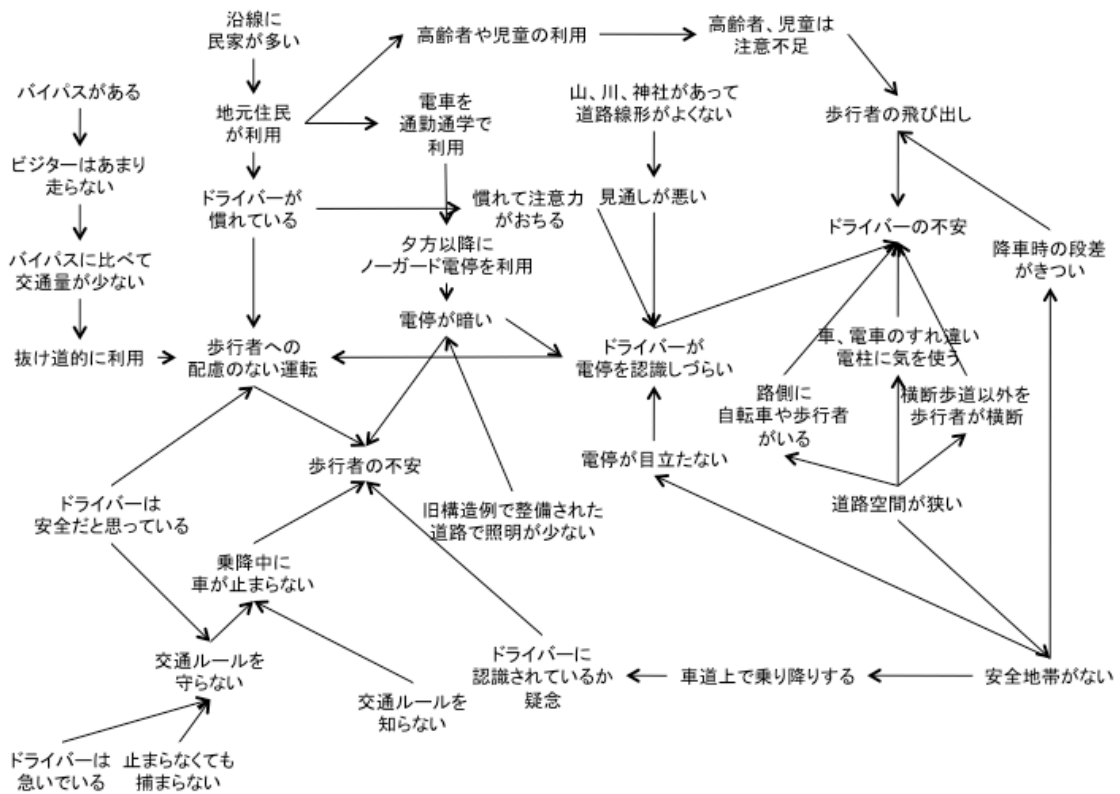 沿線に
民家が多い
高齢者や児童の利用
高齢者、児童は
注意不足
バイパスがある
地元住民
が利用
電車を
通勤通学で
利用
山、川、神社があって
道路線形がよくない
歩行者の飛び出し
ビジターはあまり
走らない
ドライバーが
慣れている
慣れて注意力
がおちる
見通しが悪い
ドライバーの不安
降車時の段差
がきつい
バイパスに比べて
交通量が少ない
夕方以降に
ノーガード電停を利用
電停が暗い
抜け道的に利用
歩行者への
配慮のない運転
ドライバーが
電停を認識しづらい
車、電車のすれ違い
電柱に気を使う
路側に
自転車や歩行者
がいる
横断歩道以外を
歩行者が横断
歩行者の不安
電停が目立たない
ドライバーは
安全だと思っている
旧構造例で整備された
道路で照明が少ない
道路空間が狭い
乗降中に
車が止まらない
交通ルールを
守らない
交通ルールを
知らない
ドライバーに
認識されているか
疑念
車道上で乗り降りする
安全地帯がない
ドライバーは
急いでいる
止まらなくても
捕まらない